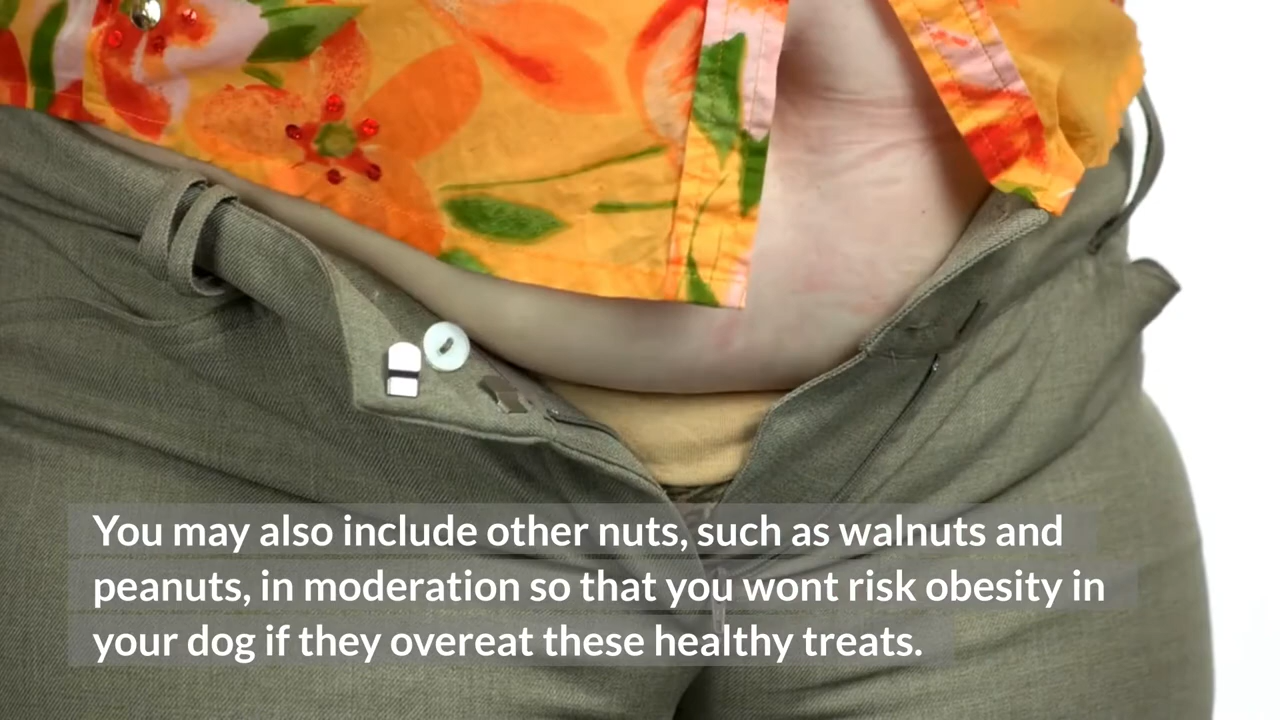 You may also include other nuts, such as walnuts and
peanuts, in moderation so that you wont risk obesity in
your dog if they overeat these healthy treats.